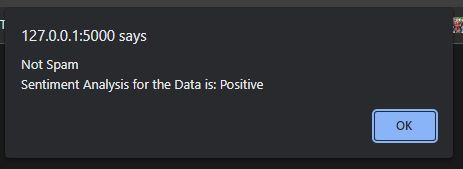 127.0.0.1:5000 says
Not Spam
Sentiment Analysis for the Data is: Positive
OK